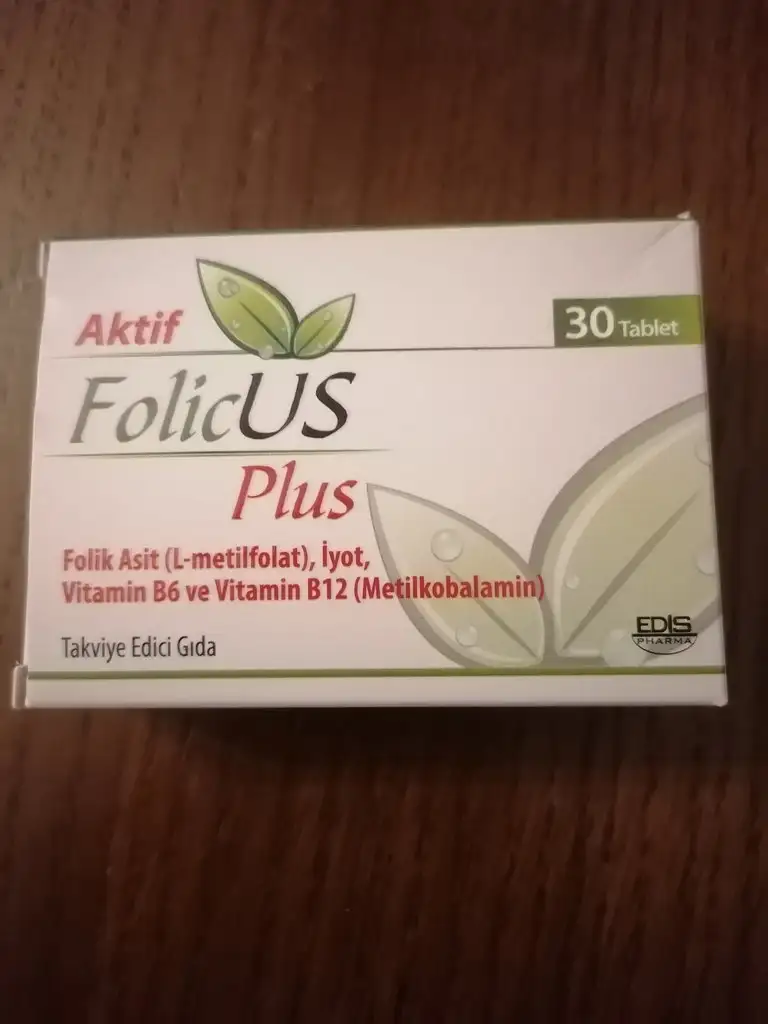 Aktif
30 Tablet
FolicUS
Plus
Folik Asit (L-metilfolat), İyot,
Vitamin B6 ve Vitamin B12 (Metilkobalamin)
EDIS
PHARMA
Takviye Edici Gıda